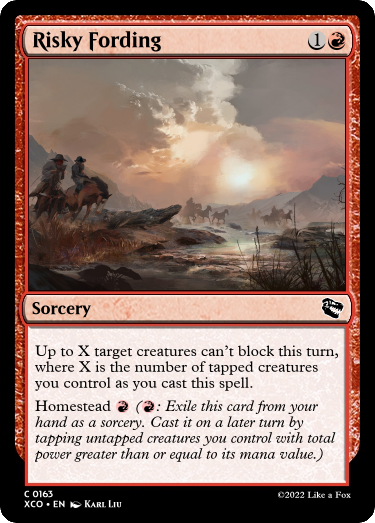 Risky Fording 1
Sorcery
Up to X target creatures can't block this turn,
where X is the number of tapped creatures
you control as you cast this spell.
Homestead (: Exile this card from your
hand as a sorcery. Cast it on a later turn by
tapping untapped creatures you control with total
power greater than or equal to its mana value.)
C 0163
XCO • EN Karl Liu
©2022 Like a Fox